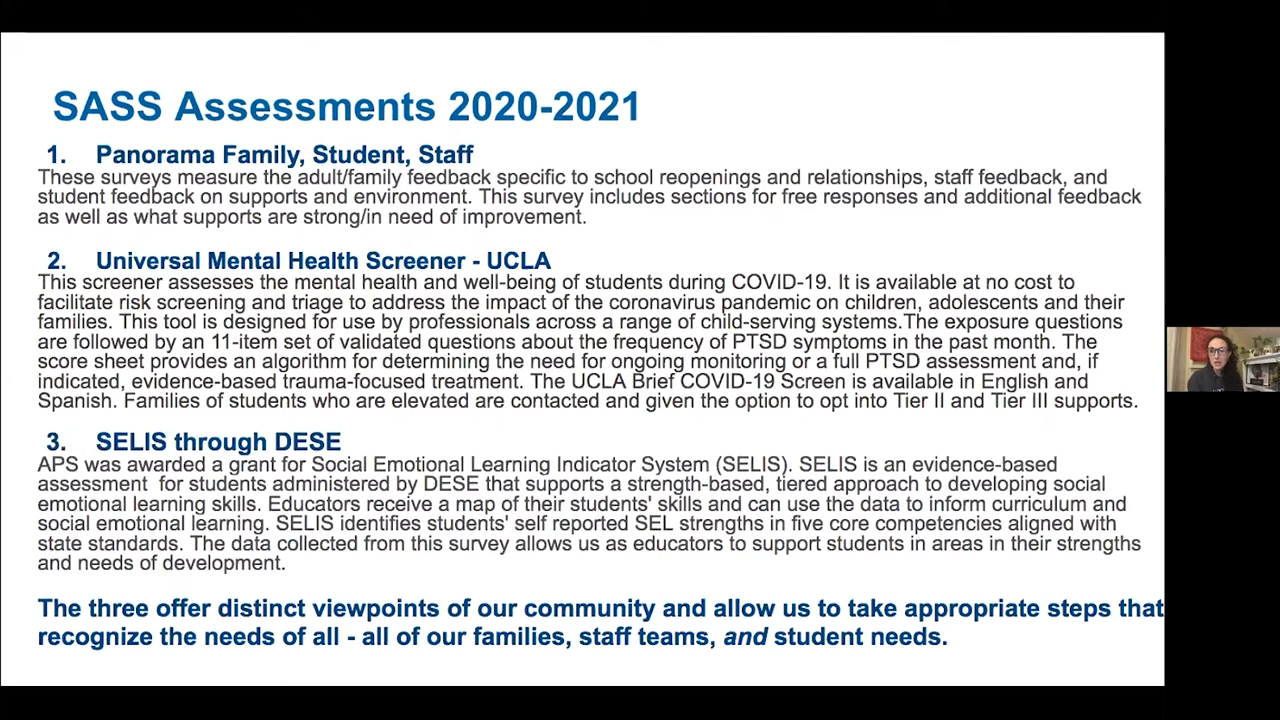 SASS Assessments 2020-2021
1. Panorama Family, Student, Staff
These surveys measure the adult/family feedback specific to school reopenings and relationships, staff feedback, and
student feedback on supports and environment. This survey includes sections for free responses and additional feedback
as well as what supports are strong/in need of improvement.
2. Universal Mental Health Screener - UCLA
This screener assesses the mental health and well-being of students during COVID-19. It is available at no cost to
facilitate risk screening and triage to address the impact of the coronavirus pandemic on children, adolescents and their
families. This tool is designed for use by professionals across a range of child-serving systems.The exposure questions
are followed by an 11-item set of validated questions about the frequency of PTSD symptoms in the past month. The
score sheet provides an algorithm for determining the need for ongoing monitoring or a full PTSD assessment and, if
indicated, evidence-based trauma-focused treatment. The UCLA Brief COVID-19 Screen is available in English and
Spanish. Families of students who are elevated are contacted and given the option to opt into Tier II and Tier III supports.
3. SELIS through DESE
APS was awarded a grant for Social Emotional Learning Indicator System (SELIS). SELIS is an evidence-based
assessment for students administered by DESE that supports a strength-based, tiered approach to developing social
emotional learning skills. Educators receive a map of their students' skills and can use the data to inform curriculum and
social emotional learning. SELIS identifies students' self reported SEL strengths in five core competencies aligned with
state standards. The data collected from this survey allows us as educators to support students in areas in their strengths
and needs of development.
The three offer distinct viewpoints of our community and allow us to take appropriate steps that
recognize the needs of all - all of our families, staff teams, and student needs.